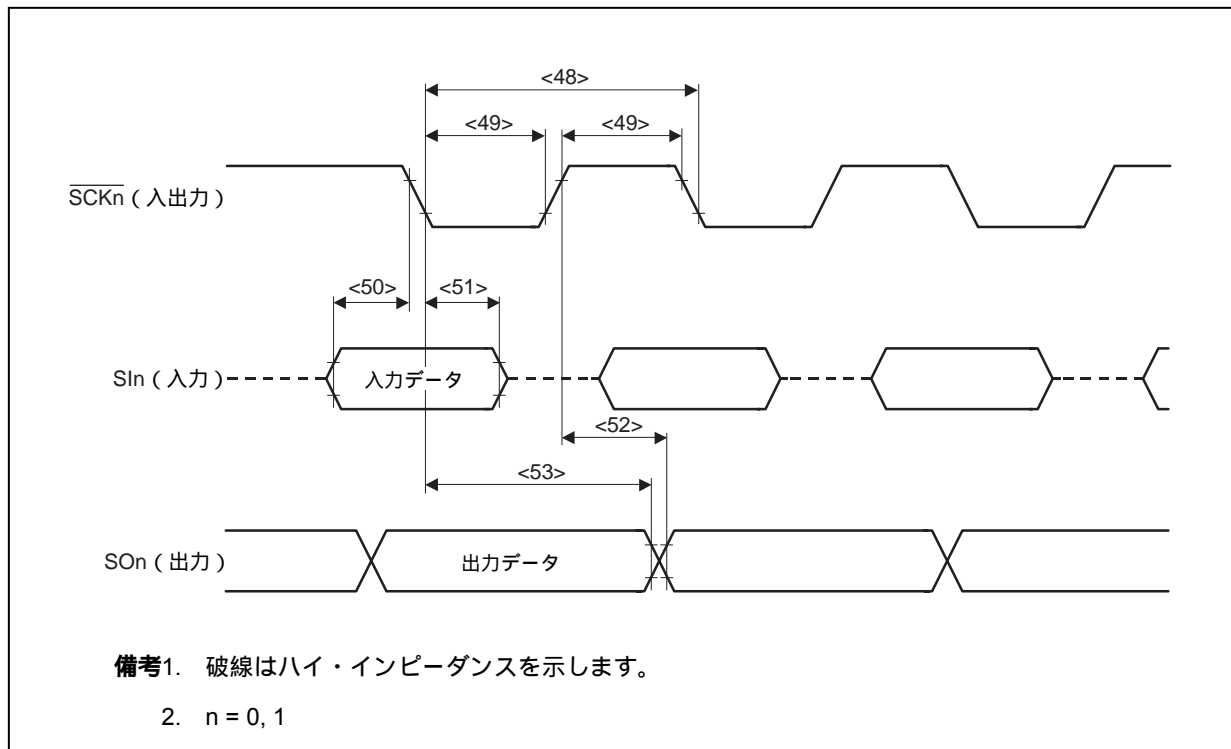 <48>
<49> <49>
SCKn（入出力）
<50> <51>
SIn（入力） 入力データ
<52>
<53>
SOn（出力） 出力データ
備考1. 破線はハイ・インピーダンスを示します。
2. n = 0, 1